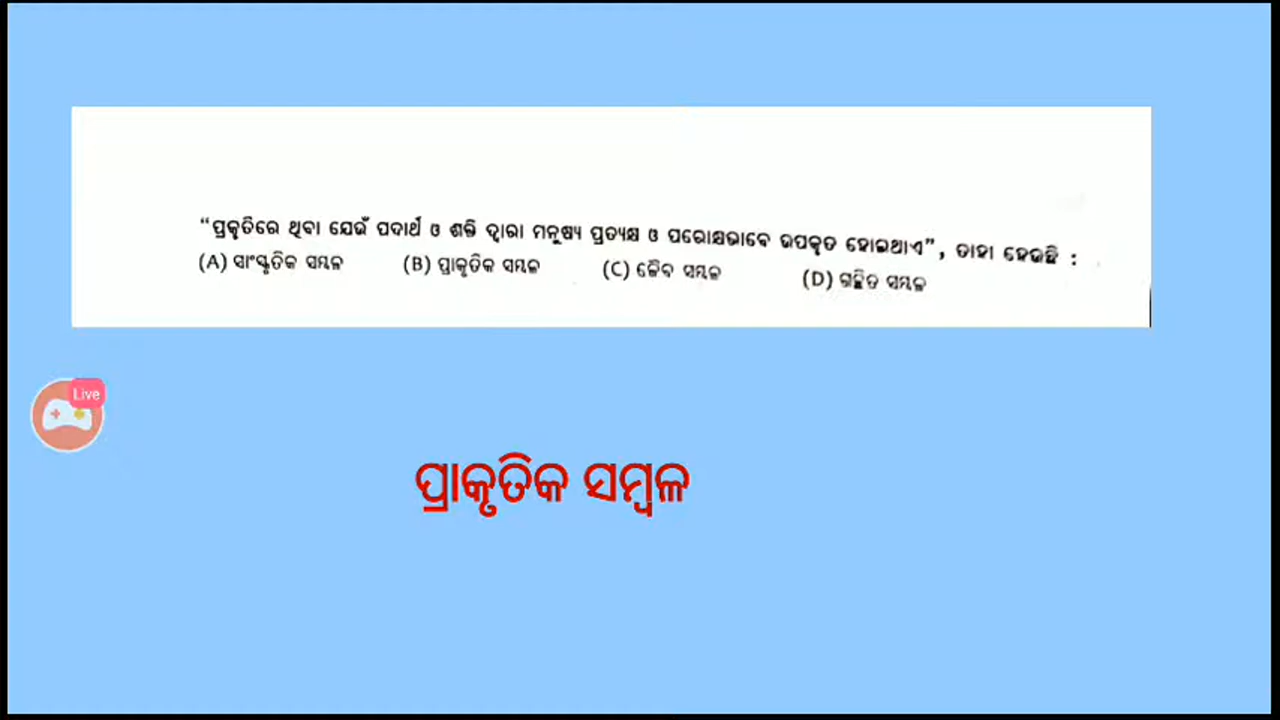 “ପ୍ରକୃତିରେ ଥିବା ଯେଉଁ ପଦାର୍ଥ ଓ ଶକ୍ତି ଦ୍ୱାରା ମନୁଷ୍ୟ ପ୍ରତ୍ୟକ୍ଷ ଓ ପରୋକ୍ଷଭାବେ ଉପକୃତ ହୋଇଥାଏ”, ତାହା ହେଉଛି :
(A) ସାଂସ୍କୃତିକ ସମ୍ବଳ (B) ପ୍ରାକୃତିକ ସମ୍ବଳ (C) ଜୈବ ସମ୍ବଳ (D) ଗଚ୍ଛିତ ସମ୍ବଳ
Live
ପ୍ରାକୃତିକ ସମ୍ବଳ